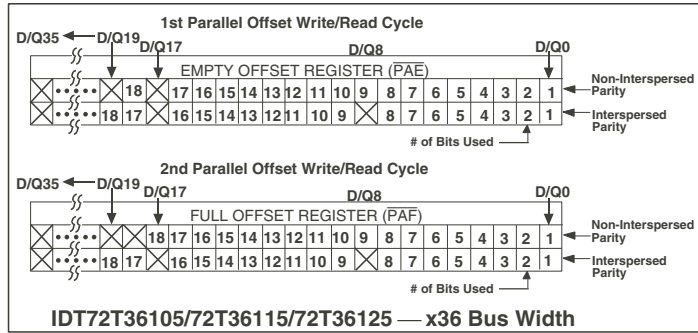 1st Parallel Offset Write/Read Cycle
D/Q35 D/Q19 D/Q17 D/Q8 D/Q0
EMPTY OFFSET REGISTER (PAE)
18 17 16 15 14 13 12 11 10 9 8 7 6 5 4 3 2 1 Non-Interspersed Parity
18 17 16 15 14 13 12 11 10 9 8 7 6 5 4 3 2 1 Interspersed Parity
# of Bits Used
2nd Parallel Offset Write/Read Cycle
D/Q35 D/Q19 D/Q17 D/Q8 D/Q0
FULL OFFSET REGISTER (PAF)
18 17 16 15 14 13 12 11 10 9 8 7 6 5 4 3 2 1 Non-Interspersed Parity
18 17 16 15 14 13 12 11 10 9 8 7 6 5 4 3 2 1 Interspersed Parity
# of Bits Used
IDT72T36105/72T36115/72T36125 — x36 Bus Width